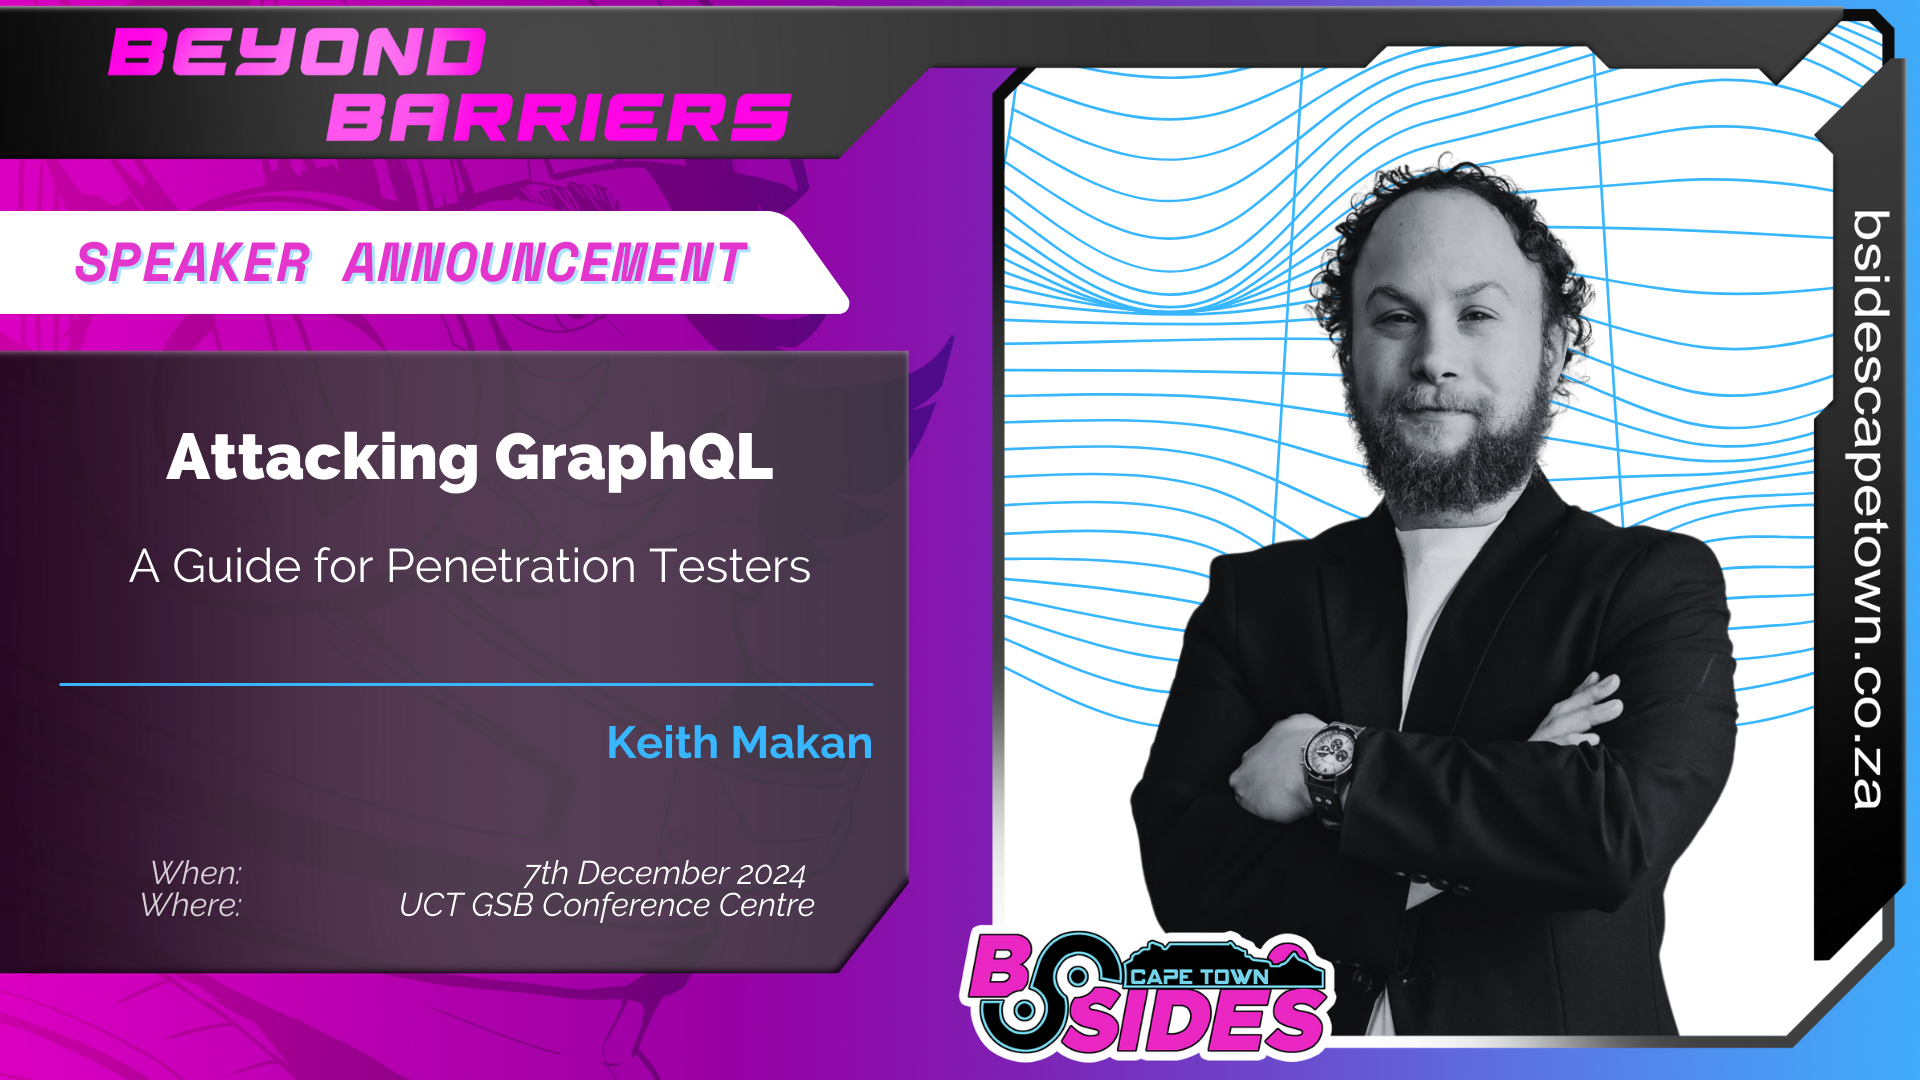 BEYOND
BARRIERS
SPEAKER ANNOUNCEMENT
Attacking GraphQL
A Guide for Penetration Testers
Keith Makan
When: 7th December 2024
Where: UCT GSB Conference Centre
bsidescapetown.co.za
B
CAPE TOWN
SIDES